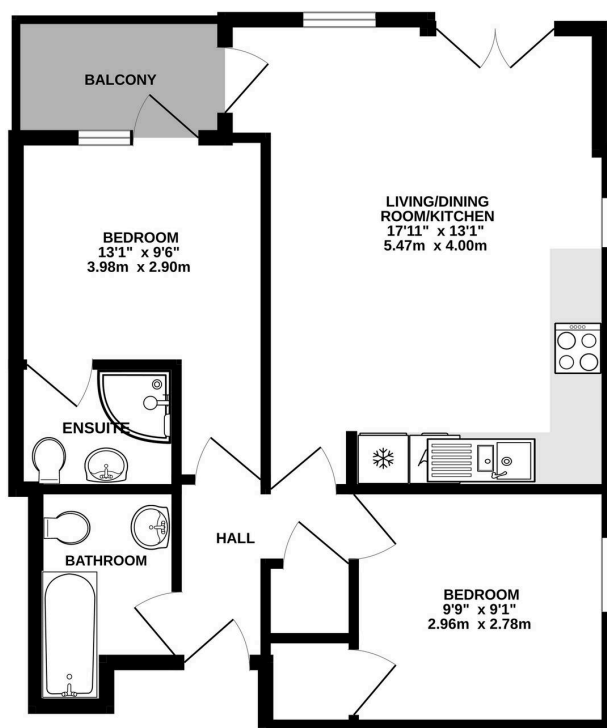 BALCONY
LIVING/DINING
ROOM/KITCHEN
17'11" x 13'1"
5.47m x 4.00m
BEDROOM
13'1" x 9'6"
3.98m x 2.90m
ENSUITE
HALL
BATHROOM
BEDROOM
9'9" x 9'1"
2.96m x 2.78m